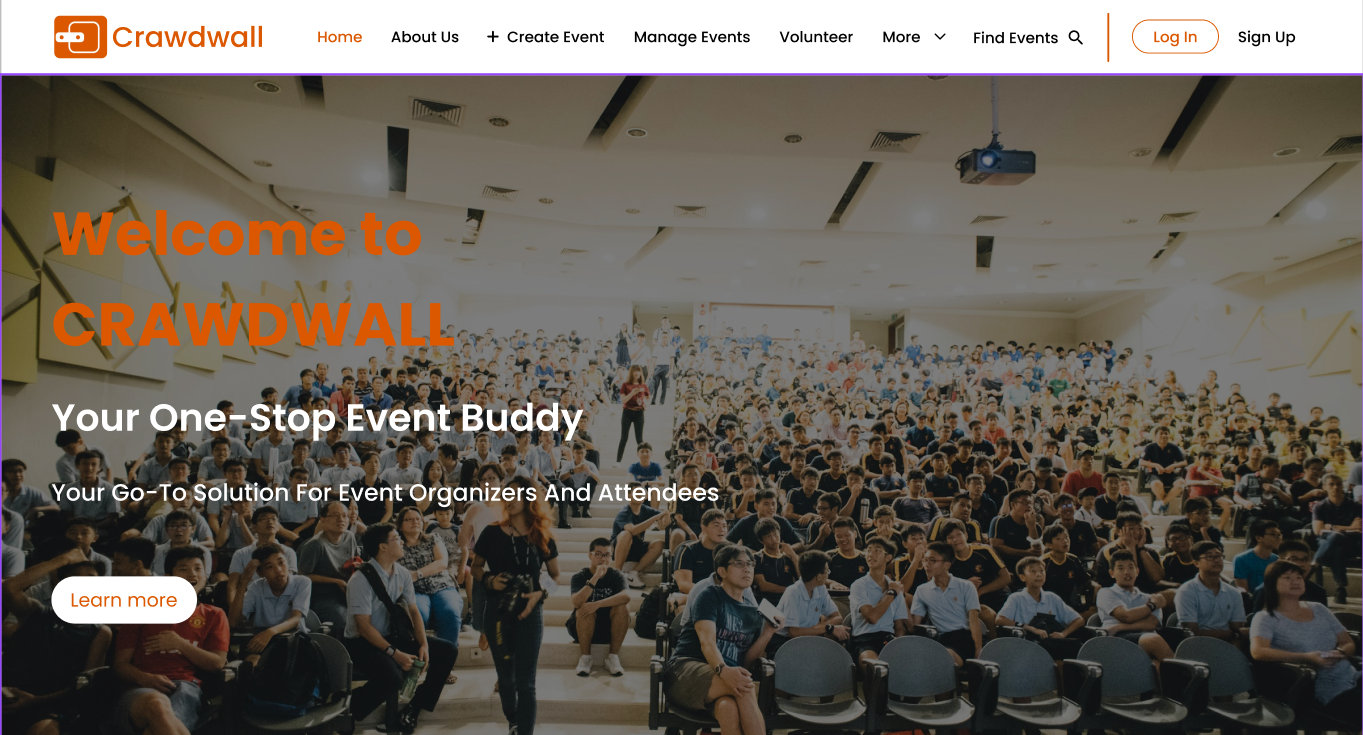 Crawdwall
Home About Us + Create Event Manage Events Volunteer More Find Events Log In Sign Up
Welcome to
CRAWDWALL
Your One-Stop Event Buddy
Your Go-To Solution For Event Organizers And Attendees
Learn more